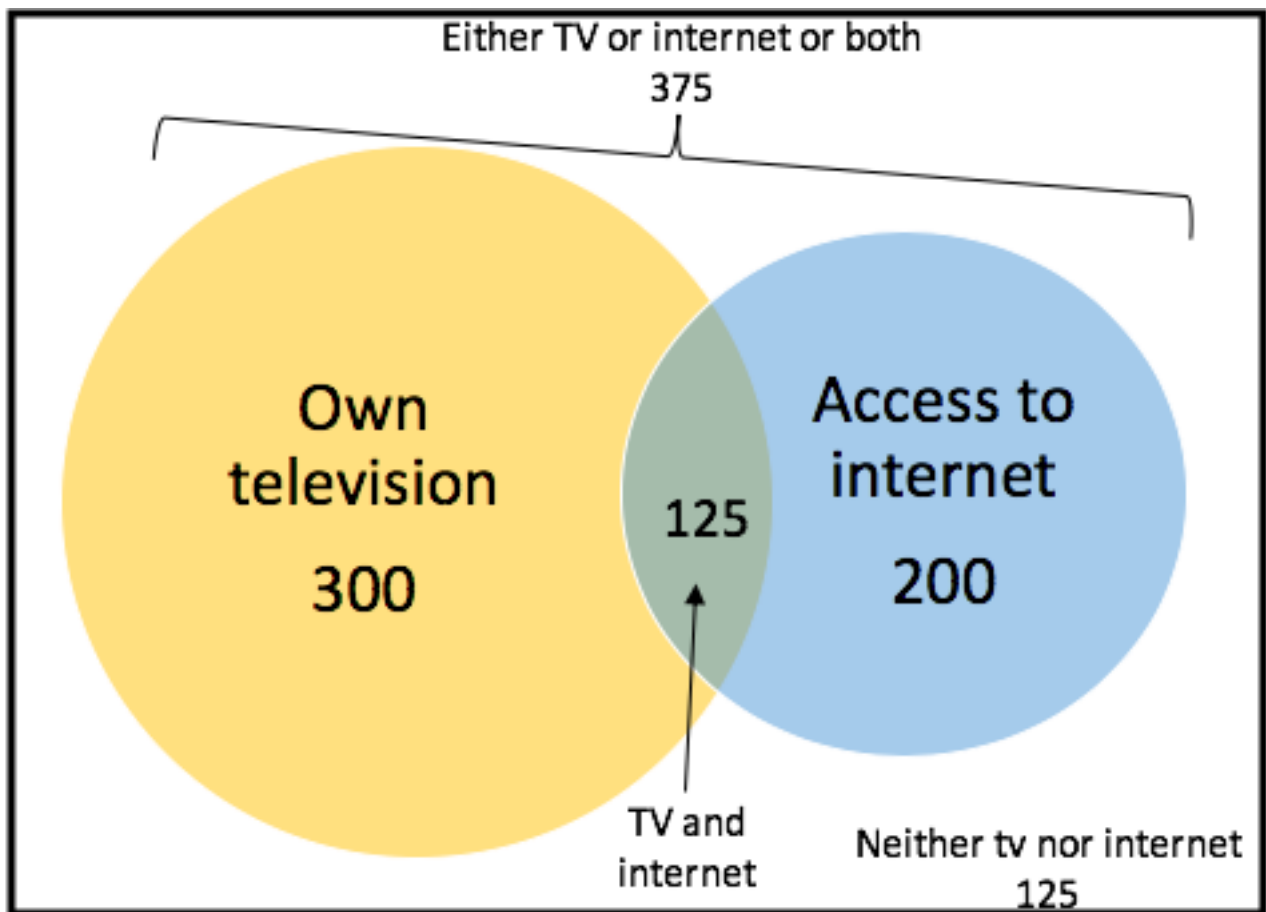 Either TV or internet or both
375
Own
television
300
125
Access to
internet
200
TV and
internet
Neither tv nor internet
125